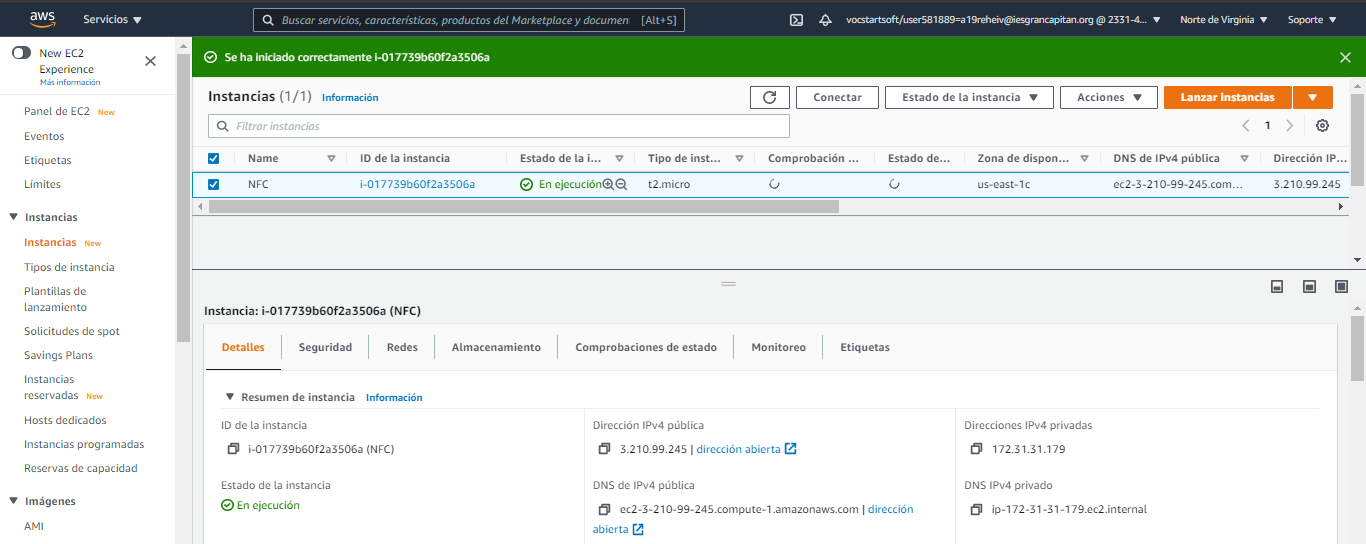 aws
Servicios
Buscar servicios, características, productos del Marketplace y documen [Alt+S]
vocstartsoft/user581889=a19reheiv@iesgrancapitan.org @ 2331-4...
Norte de Virginia
Soporte
New EC2
Experience
Más información
Panel de EC2 New
Eventos
Etiquetas
Límites
Instancias
Instancias New
Tipos de instancia
Plantillas de
lanzamiento
Solicitudes de spot
Savings Plans
Instancias
reservadas New
Hosts dedicados
Instancias programadas
Reservas de capacidad
Imágenes
AMI
Se ha iniciado correctamente i-017739b60f2a3506a
Instancias (1/1) Información
Conectar
Estado de la instancia
Acciones
Lanzar instancias
Filtrar instancias
1
Name
ID de la instancia
Estado de la i...
Tipo de inst...
Comprobación ...
Estado de...
Zona de dispon...
DNS de IPv4 pública
Dirección IP...
NFC
i-017739b60f2a3506a
En ejecución
t2.micro
us-east-1c
ec2-3-210-99-245.com...
3.210.99.245
Instancia: i-017739b60f2a3506a (NFC)
Detalles
Seguridad
Redes
Almacenamiento
Comprobaciones de estado
Monitoreo
Etiquetas
Resumen de instancia Información
ID de la instancia
i-017739b60f2a3506a (NFC)
Dirección IPv4 pública
3.210.99.245 | dirección abierta
Direcciones IPv4 privadas
172.31.31.179
Estado de la instancia
En ejecución
DNS de IPv4 pública
ec2-3-210-99-245.compute-1.amazonaws.com | dirección
abierta
DNS IPv4 privado
ip-172-31-31-179.ec2.internal